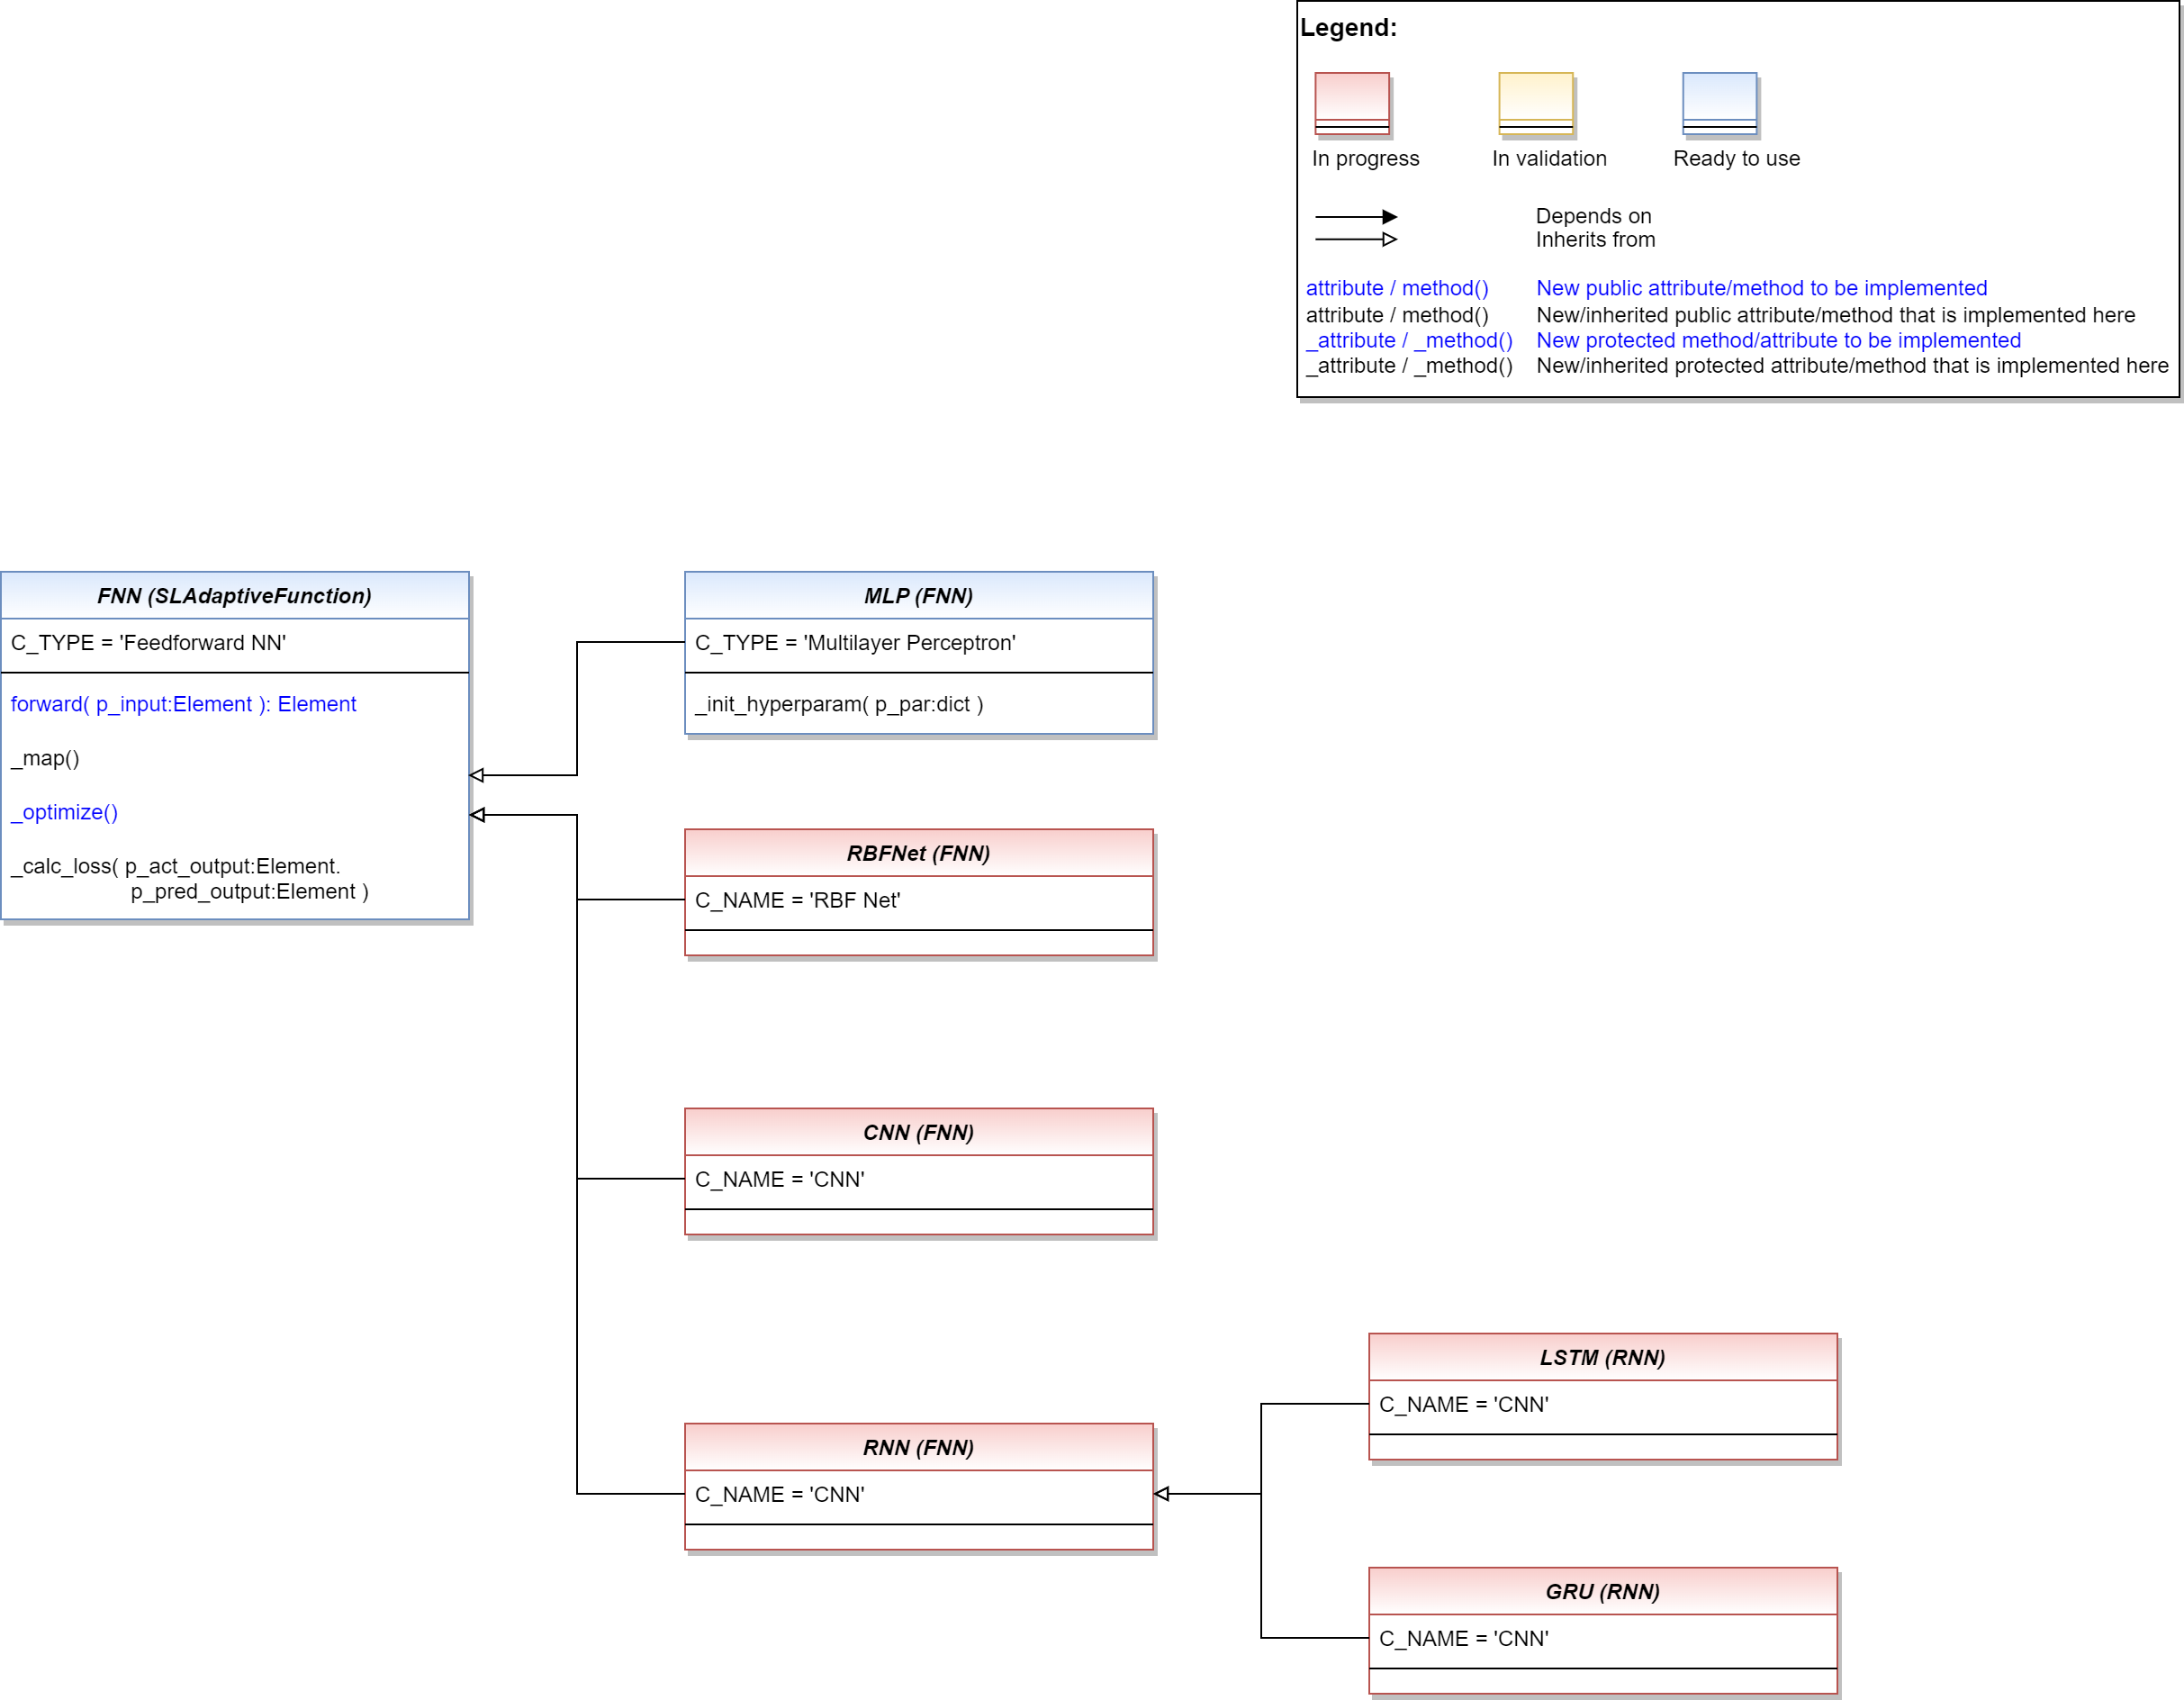 Legend:
In progress
In validation
Ready to use
Depends on
Inherits from
attribute / method() New public attribute/method to be implemented
attribute / method() New/inherited public attribute/method that is implemented here
_attribute / _method() New protected method/attribute to be implemented
_attribute / _method() New/inherited protected attribute/method that is implemented here
FNN (SLAdaptiveFunction)
C_TYPE = 'Feedforward NN'
forward( p_input:Element ): Element
_map()
_optimize()
_calc_loss( p_act_output:Element.
p_pred_output:Element )
MLP (FNN)
C_TYPE = 'Multilayer Perceptron'
_init_hyperparam( p_par:dict )
RBFNet (FNN)
C_NAME = 'RBF Net'
CNN (FNN)
C_NAME = 'CNN'
RNN (FNN)
C_NAME = 'CNN'
LSTM (RNN)
C_NAME = 'CNN'
GRU (RNN)
C_NAME = 'CNN'